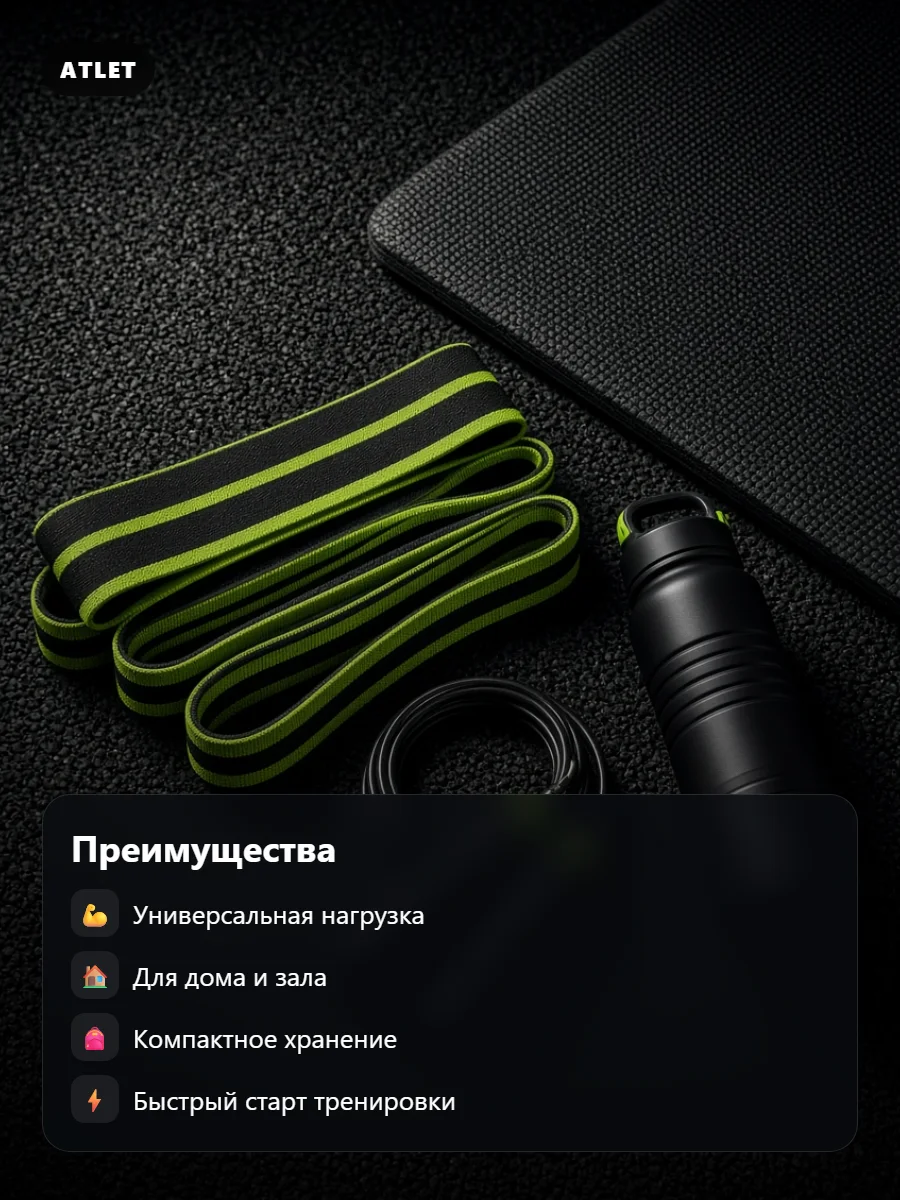 ATLET
Преимущества
Универсальная нагрузка
Для дома и зала
Компактное хранение
Быстрый старт тренировки